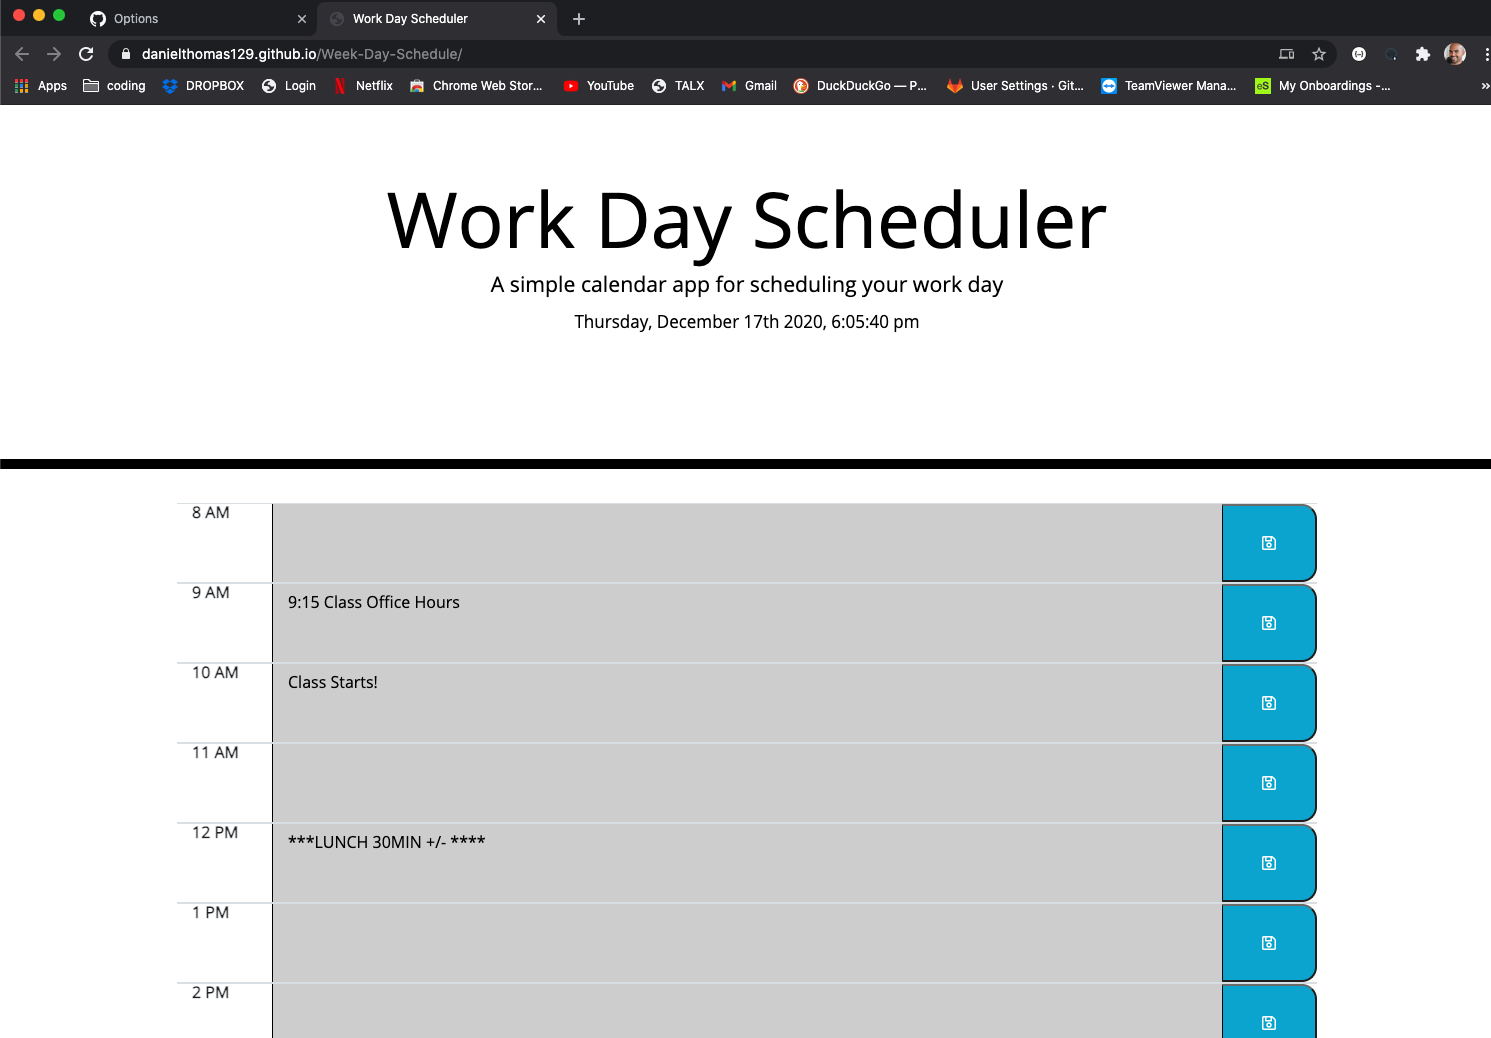 Options
Work Day Scheduler
danielthomas129.github.io/Week-Day-Schedule/
Apps coding DROPBOX Login Netflix Chrome Web Stor... YouTube TALX Gmail DuckDuckGo — P... User Settings · Git... TeamViewer Mana... eS My Onboardings -... »
Work Day Scheduler
A simple calendar app for scheduling your work day
Thursday, December 17th 2020, 6:05:40 pm
8 AM
9 AM 9:15 Class Office Hours
10 AM Class Starts!
11 AM
12 PM ***LUNCH 30MIN +/- ****
1 PM
2 PM